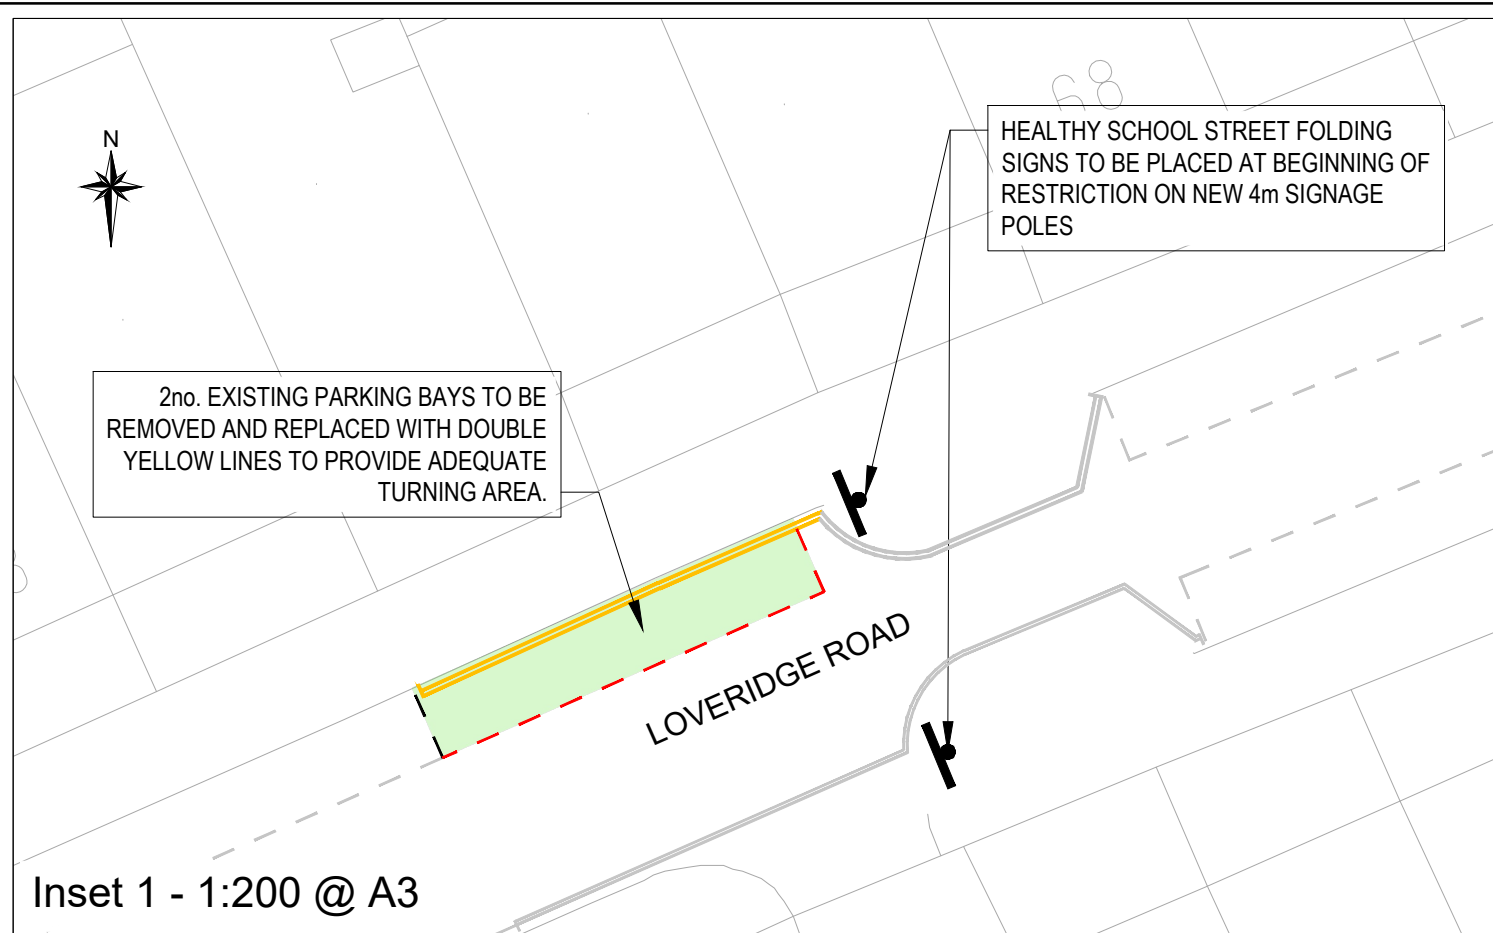 N
68
HEALTHY SCHOOL STREET FOLDING
SIGNS TO BE PLACED AT BEGINNING OF
RESTRICTION ON NEW 4m SIGNAGE
POLES
2no. EXISTING PARKING BAYS TO BE
REMOVED AND REPLACED WITH DOUBLE
YELLOW LINES TO PROVIDE ADEQUATE
TURNING AREA.
LOVERIDGE ROAD
Inset 1 - 1:200 @ A3